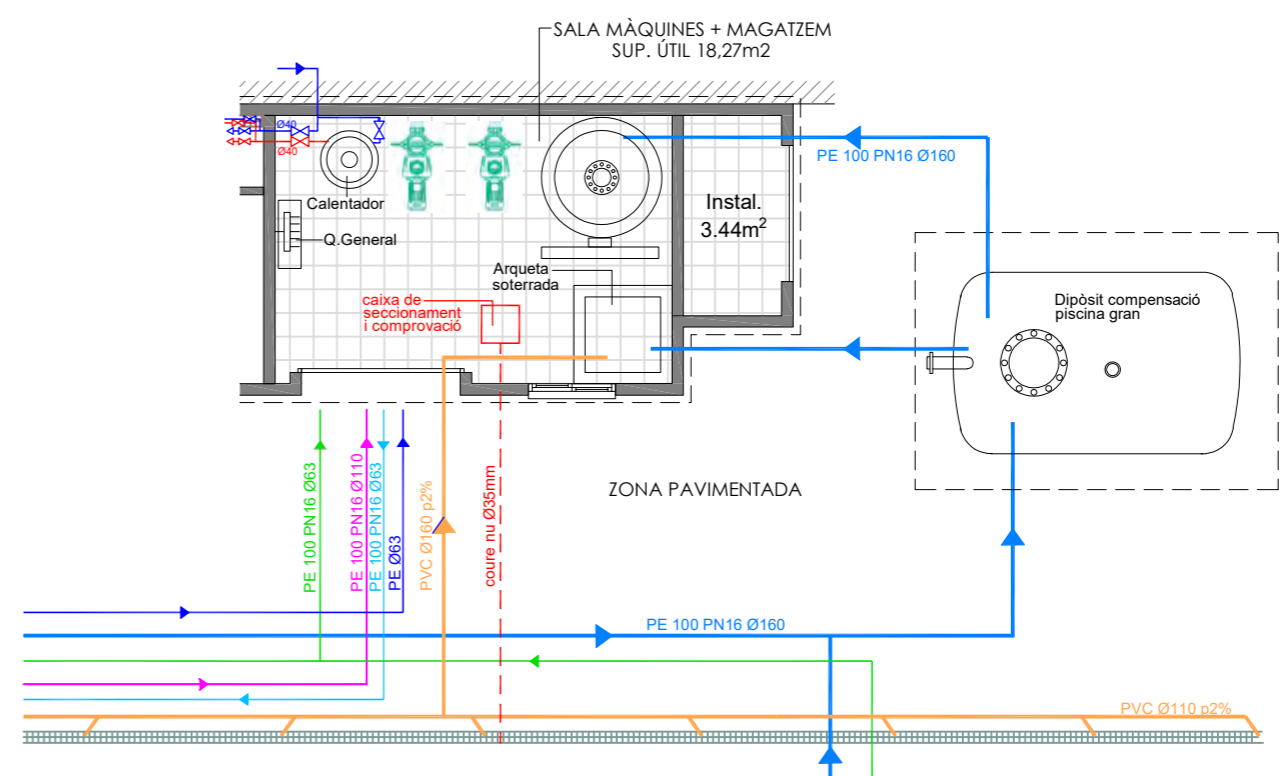 SALA MÀQUINES + MAGATZEM
SUP. ÚTIL 18,27m2
Ø40
Ø40
PE 100 PN16 Ø160
Calentador
Instal.
3.44m²
Q.General
Arqueta
soterrada
caixa de
seccionament
i comprovació
Dipòsit compensació
piscina gran
ZONA PAVIMENTADA
PE 100 PN16 Ø63
PE 100 PN16 Ø110
PE 100 PN16 Ø63
PE Ø63
PVC Ø160 p2%
coure nu Ø35mm
PE 100 PN16 Ø160
PVC Ø110 p2%